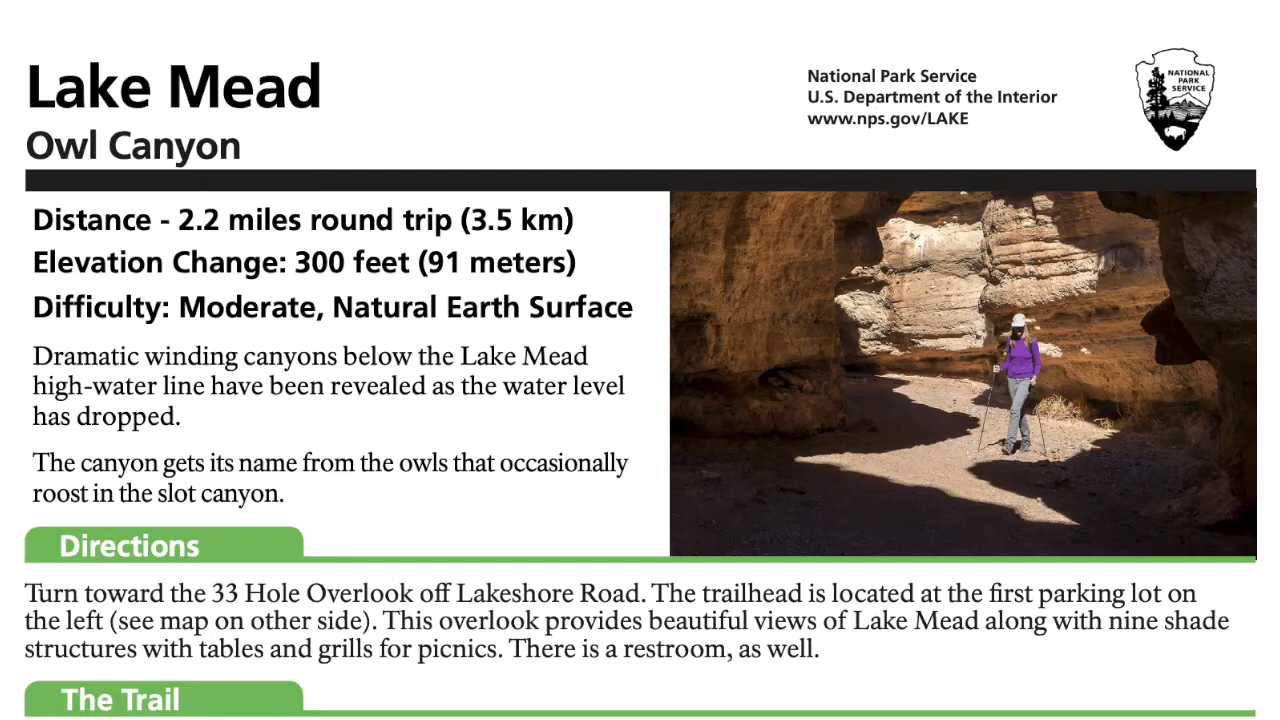 Lake Mead
Owl Canyon
National Park Service
U.S. Department of the Interior
www.nps.gov/LAKE
NATIONAL
PARK
SERVICE
Distance - 2.2 miles round trip (3.5 km)
Elevation Change: 300 feet (91 meters)
Difficulty: Moderate, Natural Earth Surface
Dramatic winding canyons below the Lake Mead
high-water line have been revealed as the water level
has dropped.
The canyon gets its name from the owls that occasionally
roost in the slot canyon.
Directions
Turn toward the 33 Hole Overlook off Lakeshore Road. The trailhead is located at the first parking lot on
the left (see map on other side). This overlook provides beautiful views of Lake Mead along with nine shade
structures with tables and grills for picnics. There is a restroom, as well.
The Trail